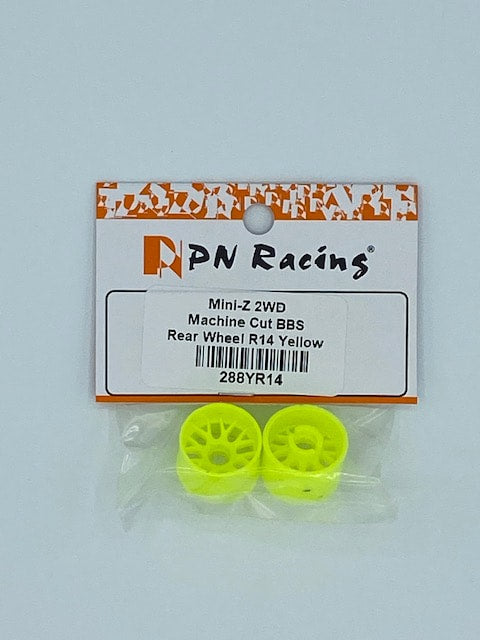 PN Racing®
Mini-Z 2WD
Machine Cut BBS
Rear Wheel R14 Yellow
288YR14